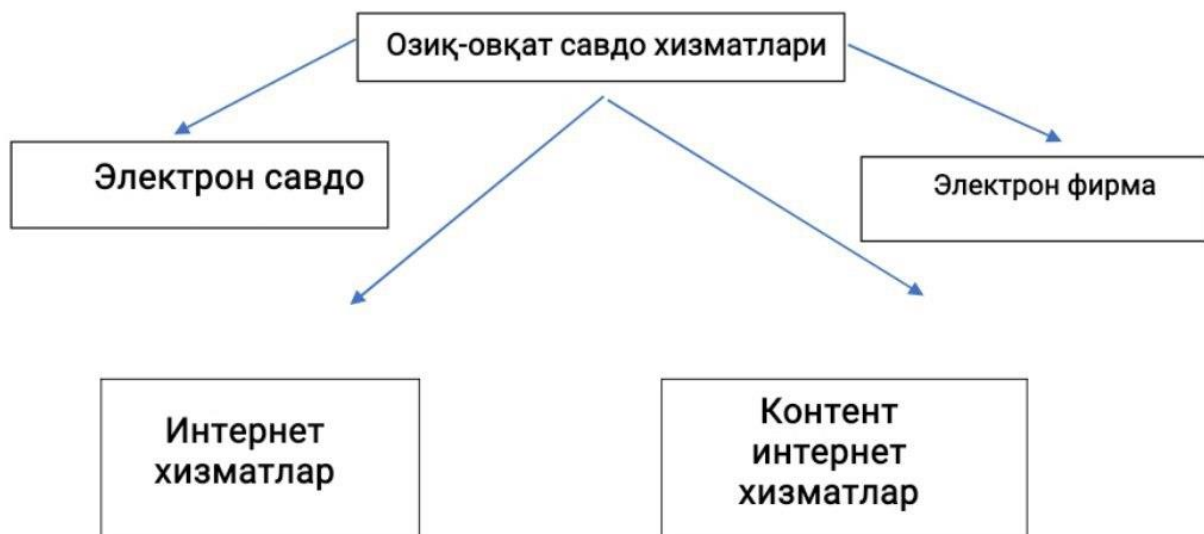 Озиқ-овқат савдо хизматлари
Электрон савдо
Электрон фирма
Интернет
хизматлар
Контент
интернет
хизматлар